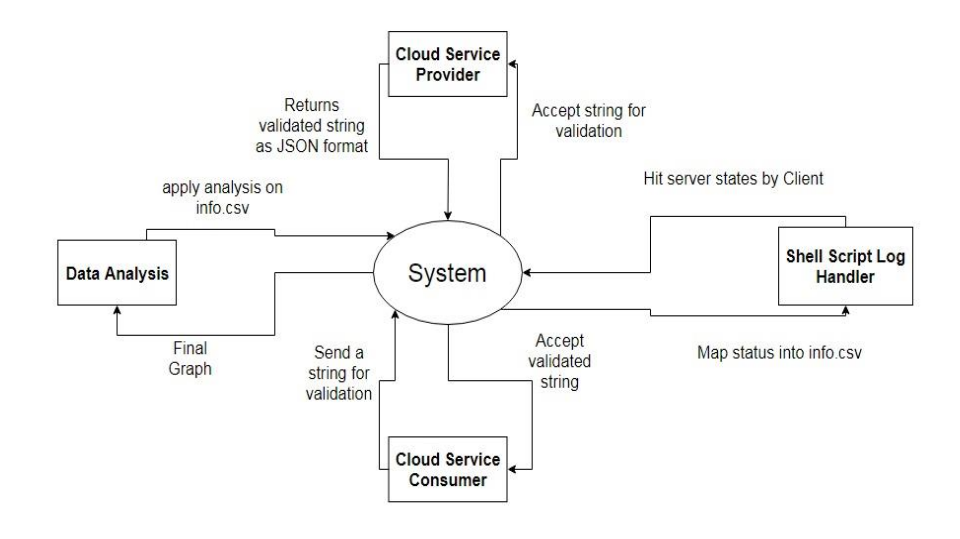 Cloud Service
Provider
Returns
validated string
as JSON format
Accept string for
validation
Hit server states by Client
apply analysis on
info.csv
Data Analysis
System
Shell Script Log
Handler
Final
Graph
Send a
string for
validation
Accept
validated
string
Map status into info.csv
Cloud Service
Consumer